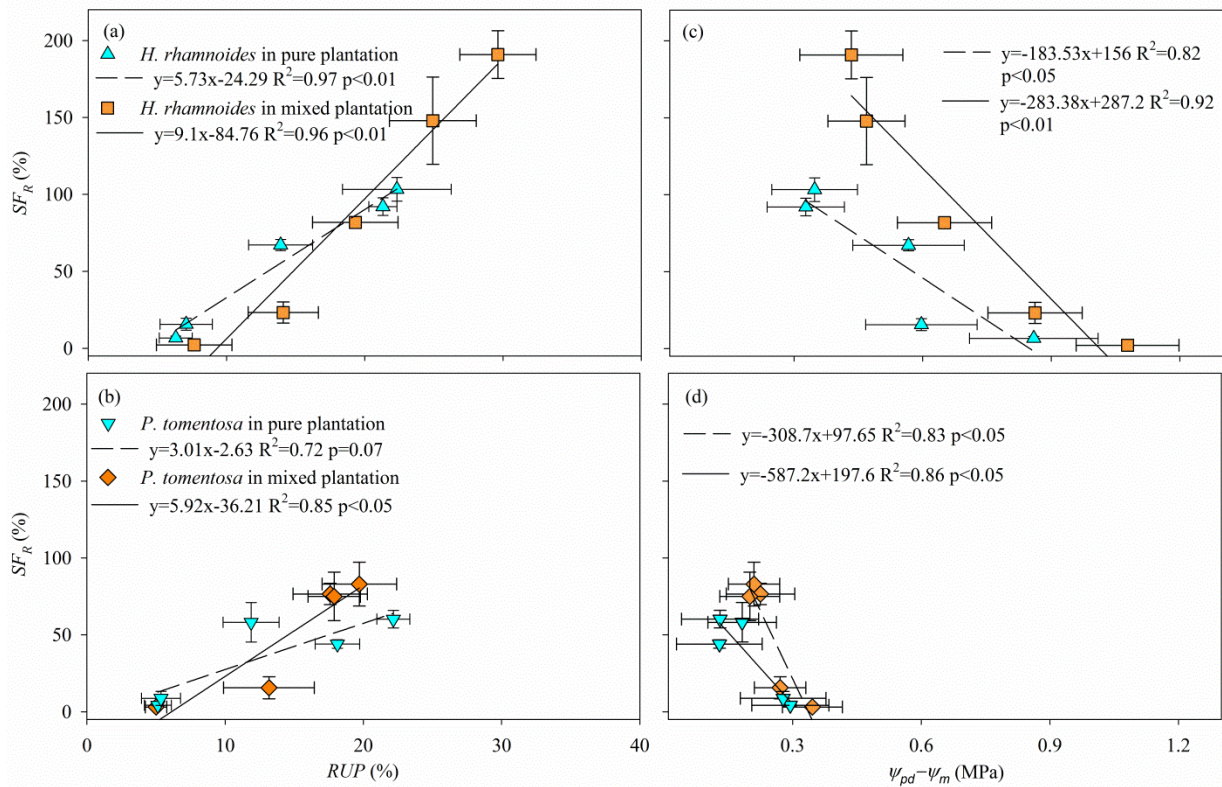 (a)
H. rhamnoides in pure plantation
y=5.73x-24.29 R²=0.97 p<0.01
H. rhamnoides in mixed plantation
y=9.1x-84.76 R²=0.96 p<0.01
SF_R (%)
200
150
100
50
0
(c)
y=-183.53x+156 R²=0.82
p<0.05
y=-283.38x+287.2 R²=0.92
p<0.01
(b)
P. tomentosa in pure plantation
y=3.01x-2.63 R²=0.72 p=0.07
P. tomentosa in mixed plantation
y=5.92x-36.21 R²=0.85 p<0.05
SF_R (%)
200
150
100
50
0
0 10 20 30 40
RUP (%)
(d)
y=-308.7x+97.65 R²=0.83 p<0.05
y=-587.2x+197.6 R²=0.86 p<0.05
0.3 0.6 0.9 1.2
ψ_pd−ψ_m (MPa)